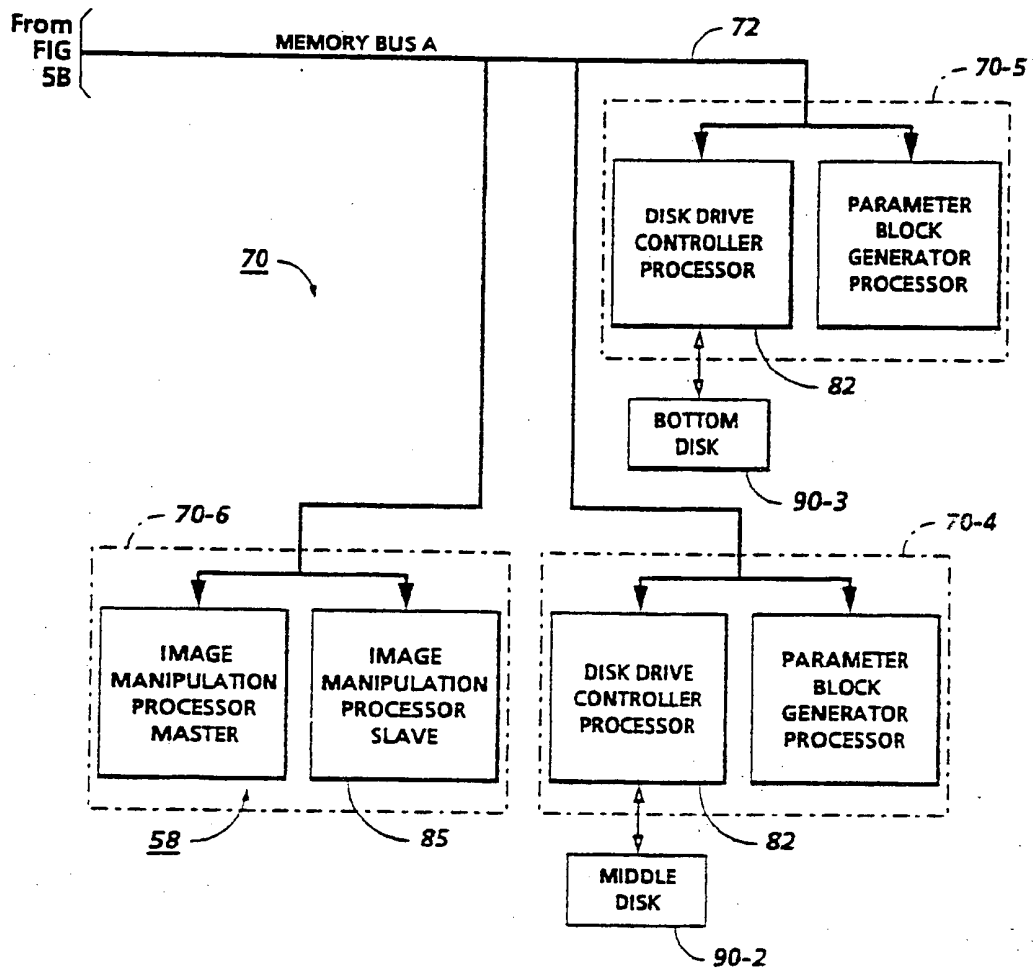 From
FIG
5B
MEMORY BUS A
72
70-5
DISK DRIVE
CONTROLLER
PROCESSOR
PARAMETER
BLOCK
GENERATOR
PROCESSOR
70
82
BOTTOM
DISK
90-3
70-6
70-4
IMAGE
MANIPULATION
PROCESSOR
MASTER
IMAGE
MANIPULATION
PROCESSOR
SLAVE
DISK DRIVE
CONTROLLER
PROCESSOR
PARAMETER
BLOCK
GENERATOR
PROCESSOR
58
85
82
MIDDLE
DISK
90-2